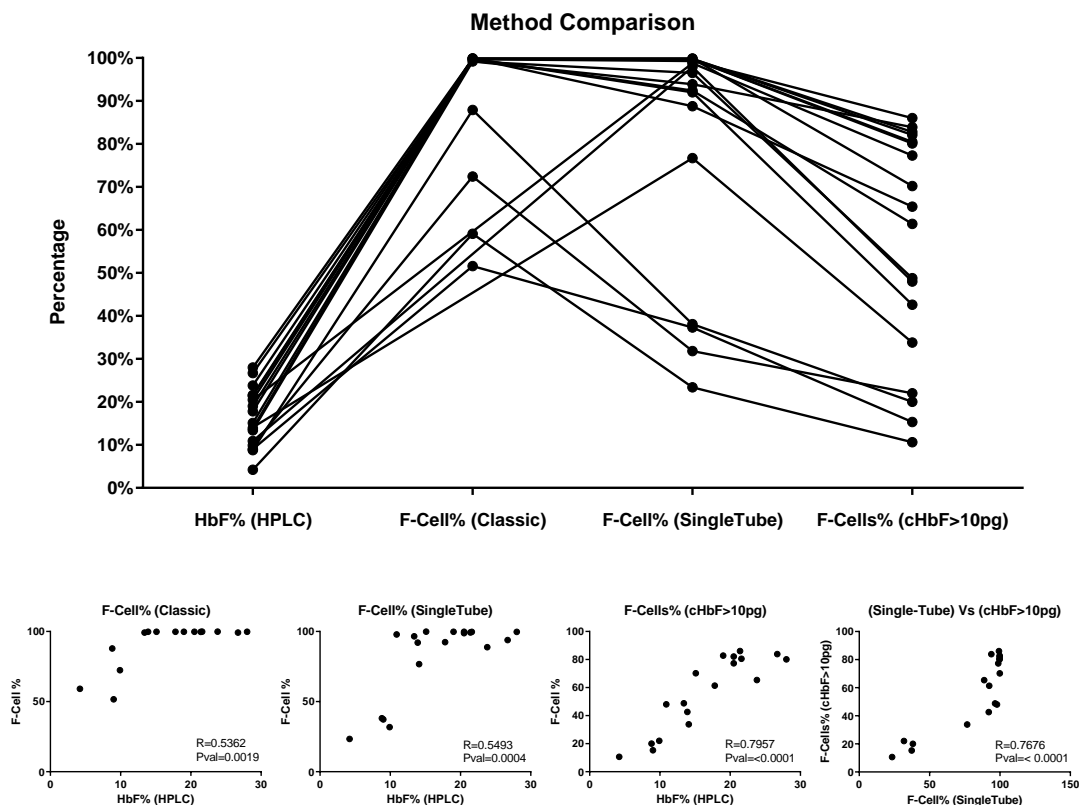 Method Comparison
Percentage
100%
90%
80%
70%
60%
50%
40%
30%
20%
10%
0%
HbF% (HPLC) F-Cell% (Classic) F-Cell% (SingleTube) F-Cells% (cHbF>10pg)
F-Cell% (Classic)
F-Cell %
100
50
0
0 10 20 30
HbF% (HPLC)
R=0.5362
Pval=0.0019
F-Cell% (SingleTube)
F-Cell %
100
50
0
0 10 20 30
HbF% (HPLC)
R=0.5493
Pval=0.0004
F-Cells% (cHbF>10pg)
F-Cell %
100
80
60
40
20
0
0 10 20 30
HbF% (HPLC)
R=0.7957
Pval=<0.0001
(Single-Tube) Vs (cHbF>10pg)
F-Cells% (cHbF>10pg)
100
80
60
40
20
0
0 50 100 150
F-Cell% (SingleTube)
R=0.7676
Pval=< 0.0001